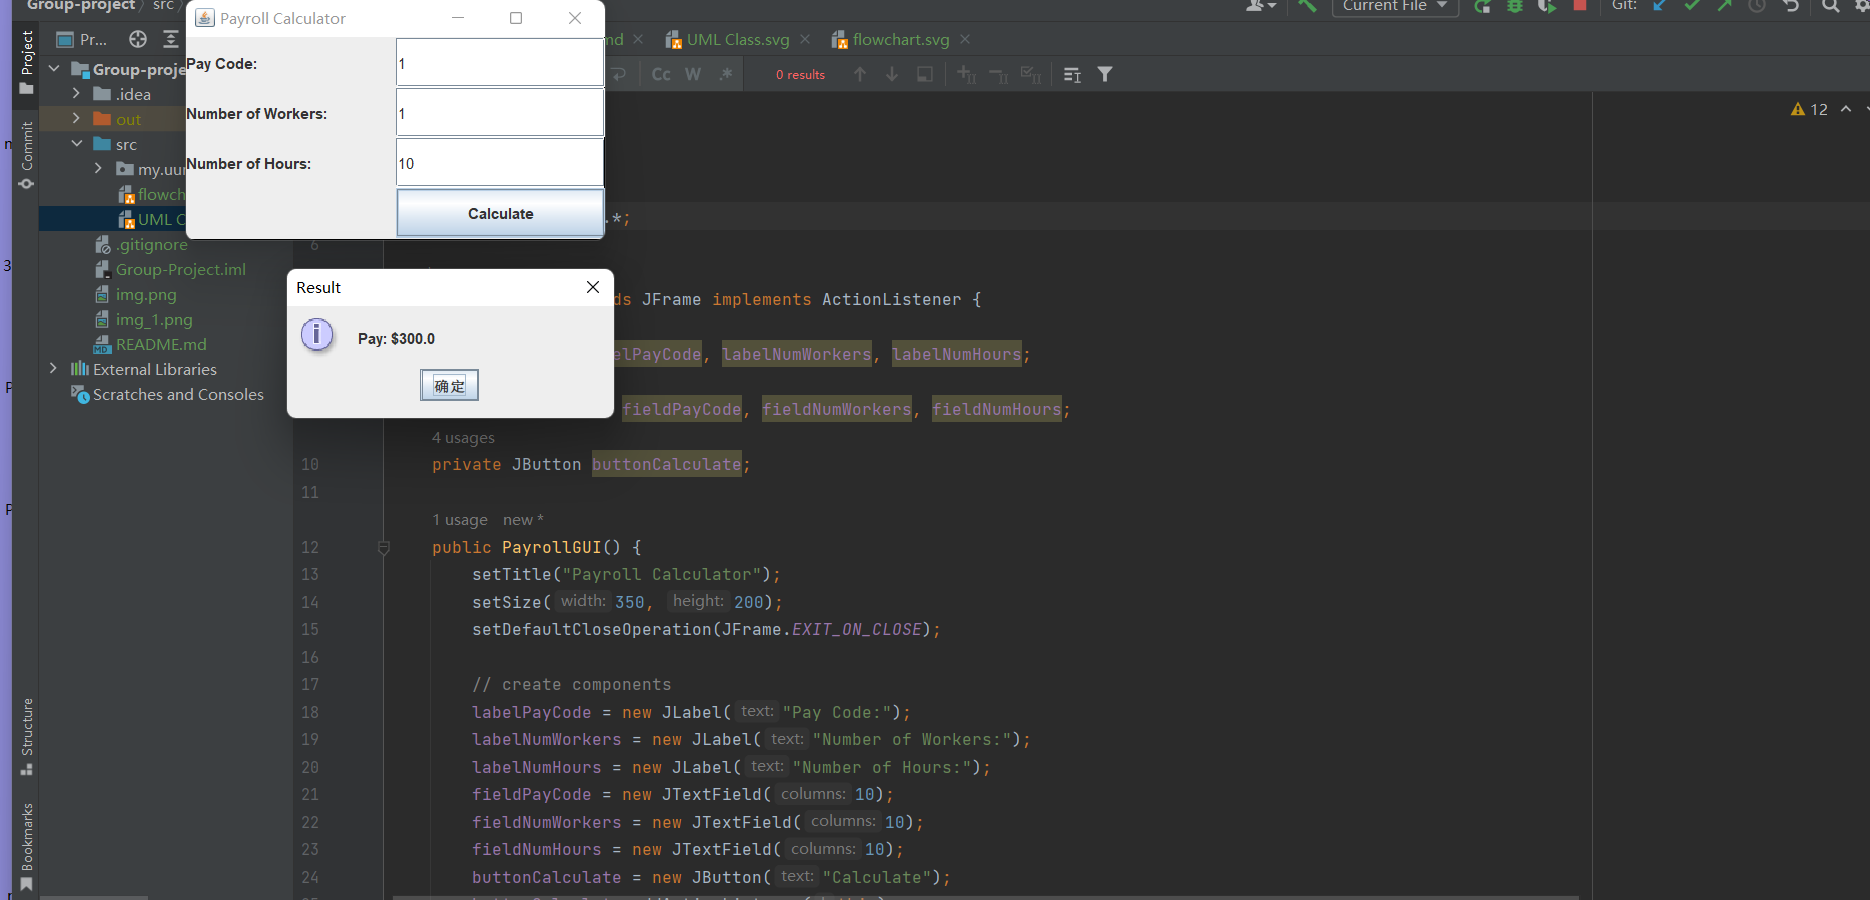 Group-project src
Current File
Git:
Payroll Calculator
Pay Code: 1
Number of Workers: 1
Number of Hours: 10
Calculate
Result
Pay: $300.0
确定
Project
Commit
Structure
Bookmarks
Pr...
Group-proje
.idea
out
src
my.uu
flowch
UML C
.gitignore
Group-Project.iml
img.png
img_1.png
README.md
External Libraries
Scratches and Consoles
nd
UML Class.svg
flowchart.svg
Cc W .*
0 results
12
.*;
6
ds JFrame implements ActionListener {
elPayCode, labelNumWorkers, labelNumHours;
fieldPayCode, fieldNumWorkers, fieldNumHours;
4 usages
10 private JButton buttonCalculate;
11
1 usage new *
12 public PayrollGUI() {
13 setTitle("Payroll Calculator");
14 setSize( width: 350, height: 200);
15 setDefaultCloseOperation(JFrame.EXIT_ON_CLOSE);
16
17 // create components
18 labelPayCode = new JLabel( text: "Pay Code:");
19 labelNumWorkers = new JLabel( text: "Number of Workers:");
20 labelNumHours = new JLabel( text: "Number of Hours:");
21 fieldPayCode = new JTextField( columns: 10);
22 fieldNumWorkers = new JTextField( columns: 10);
23 fieldNumHours = new JTextField( columns: 10);
24 buttonCalculate = new JButton( text: "Calculate");